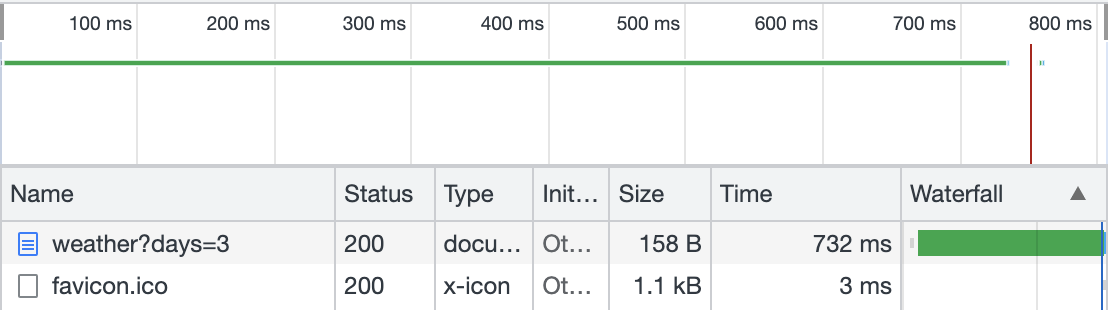 100 ms 200 ms 300 ms 400 ms 500 ms 600 ms 700 ms 800 ms
Name Status Type Init... Size Time Waterfall ▲
weather?days=3 200 docu... Ot... 158 B 732 ms
favicon.ico 200 x-icon Ot... 1.1 kB 3 ms